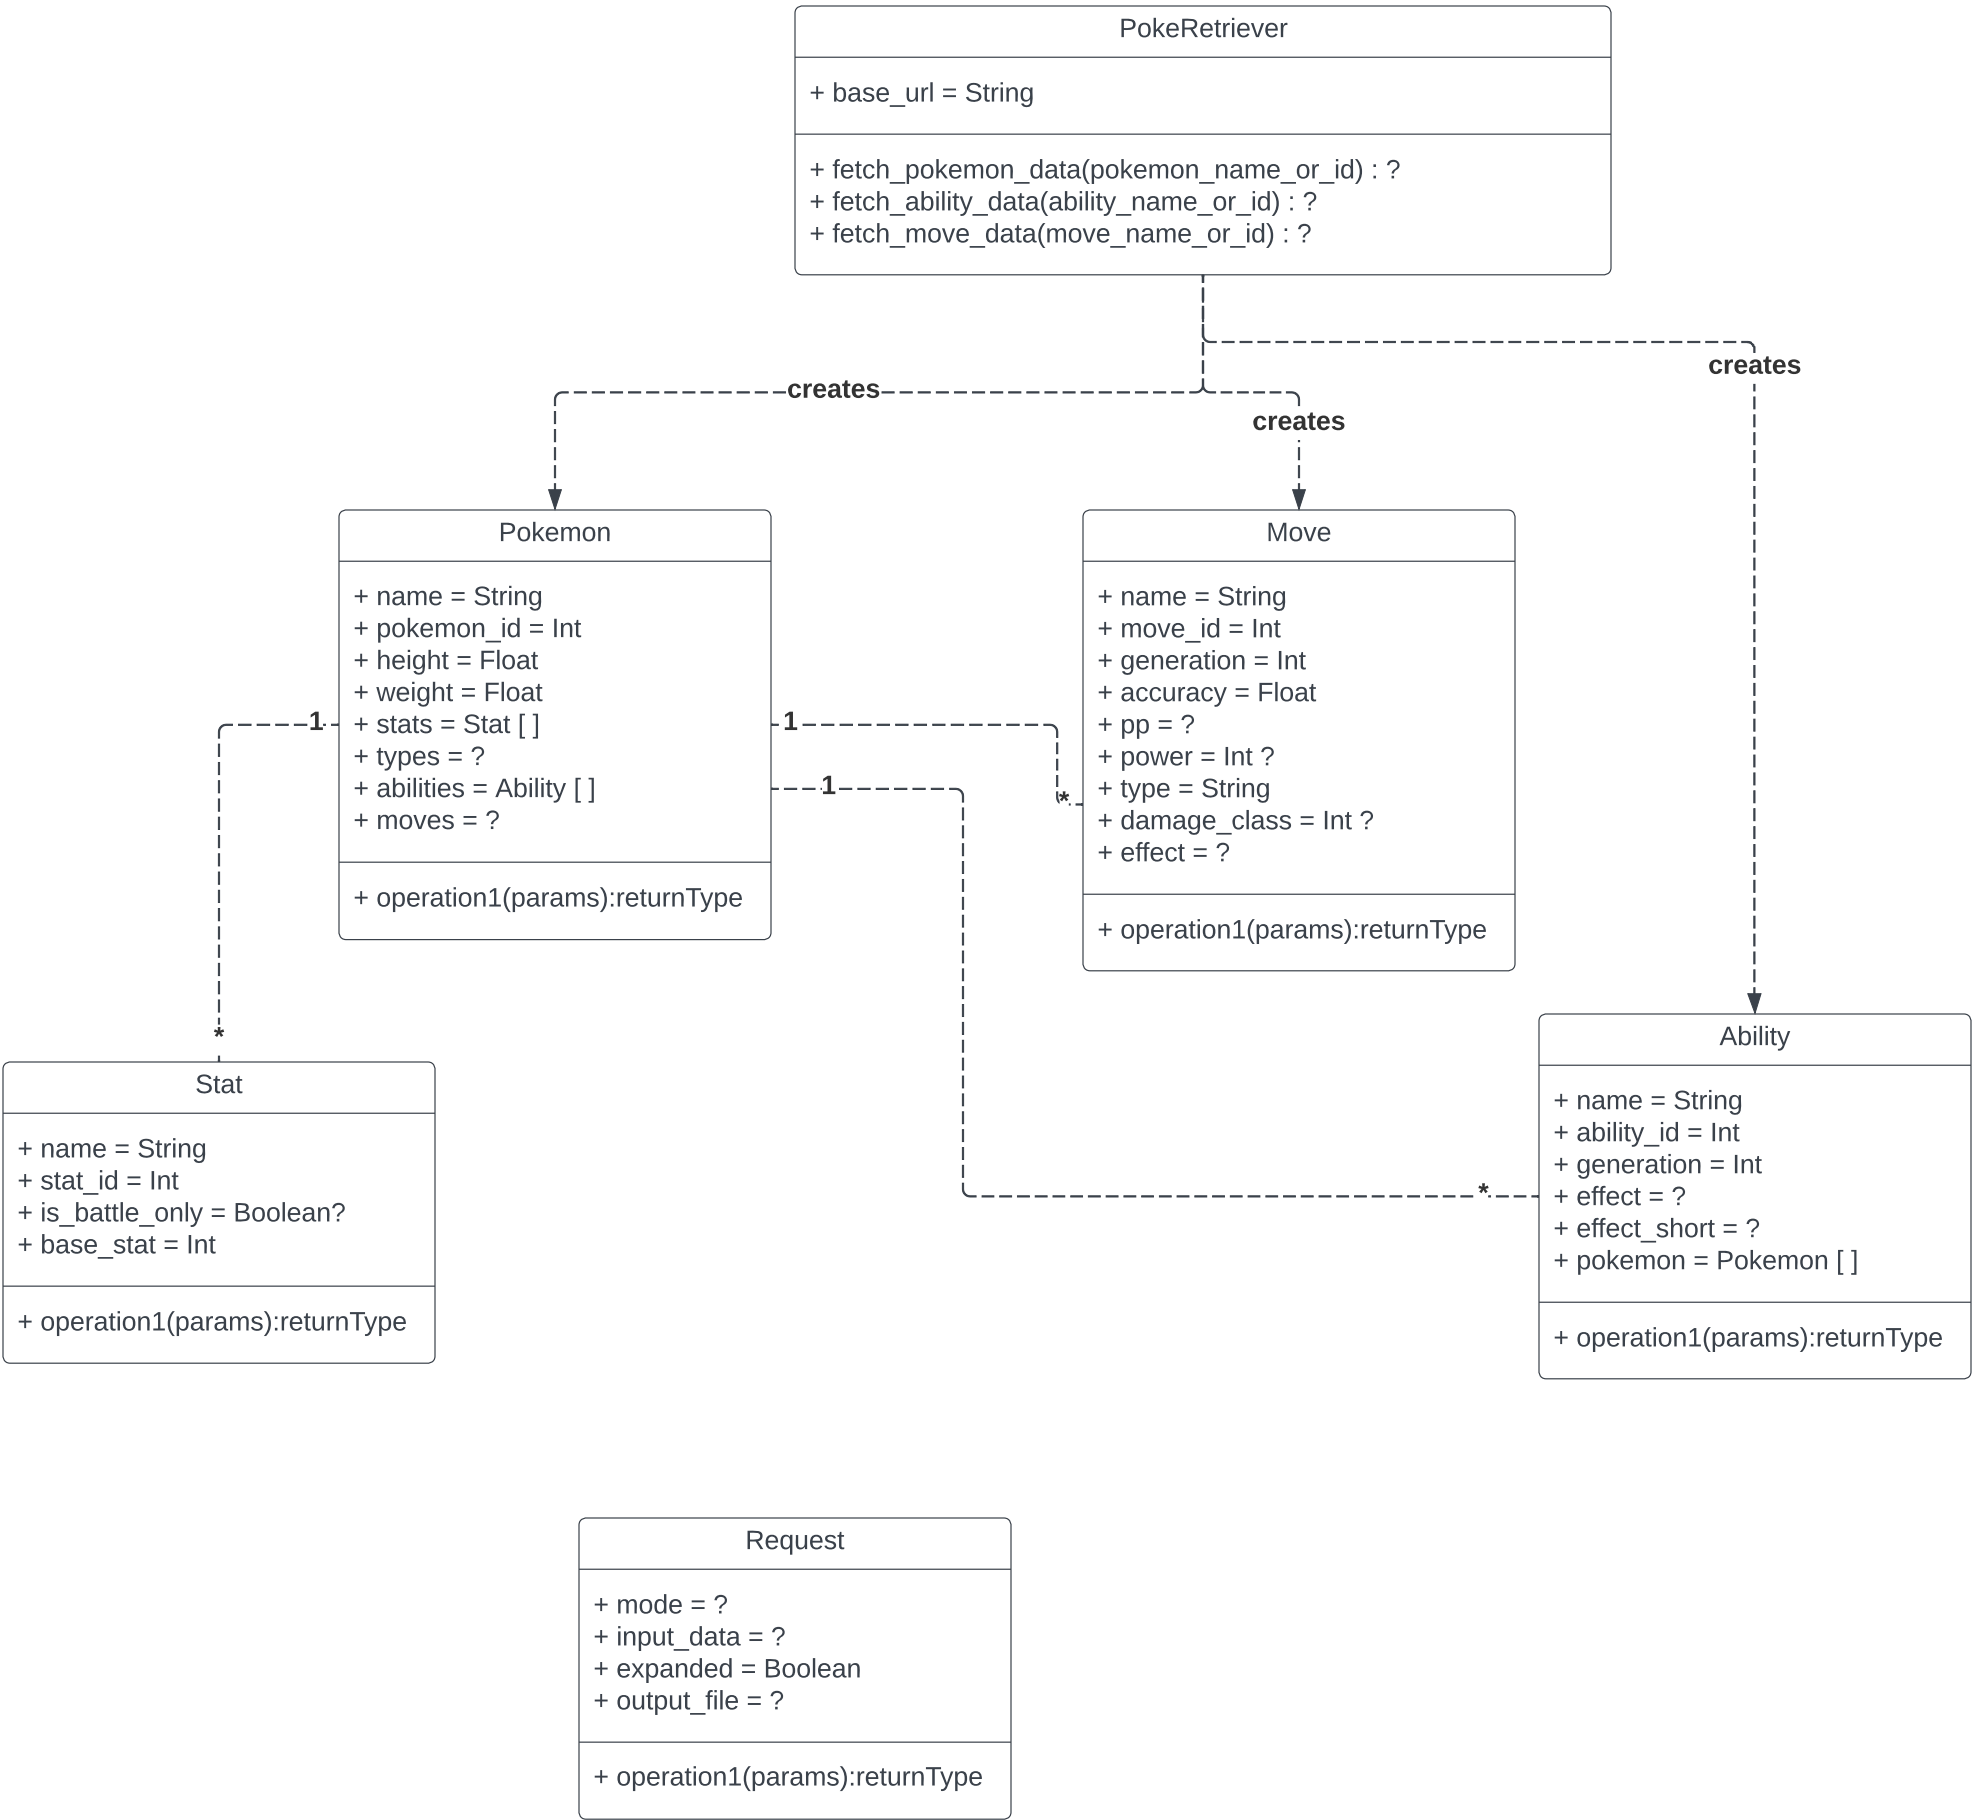 PokeRetriever
+ base_url = String
+ fetch_pokemon_data(pokemon_name_or_id) : ?
+ fetch_ability_data(ability_name_or_id) : ?
+ fetch_move_data(move_name_or_id) : ?
creates
creates
creates
Pokemon
+ name = String
+ pokemon_id = Int
+ height = Float
+ weight = Float
+ stats = Stat [ ]
+ types = ?
+ abilities = Ability [ ]
+ moves = ?
+ operation1(params):returnType
Move
+ name = String
+ move_id = Int
+ generation = Int
+ accuracy = Float
+ pp = ?
+ power = Int ?
+ type = String
+ damage_class = Int ?
+ effect = ?
+ operation1(params):returnType
1
1
1
*
*
*
Stat
+ name = String
+ stat_id = Int
+ is_battle_only = Boolean?
+ base_stat = Int
+ operation1(params):returnType
Ability
+ name = String
+ ability_id = Int
+ generation = Int
+ effect = ?
+ effect_short = ?
+ pokemon = Pokemon [ ]
+ operation1(params):returnType
Request
+ mode = ?
+ input_data = ?
+ expanded = Boolean
+ output_file = ?
+ operation1(params):returnType